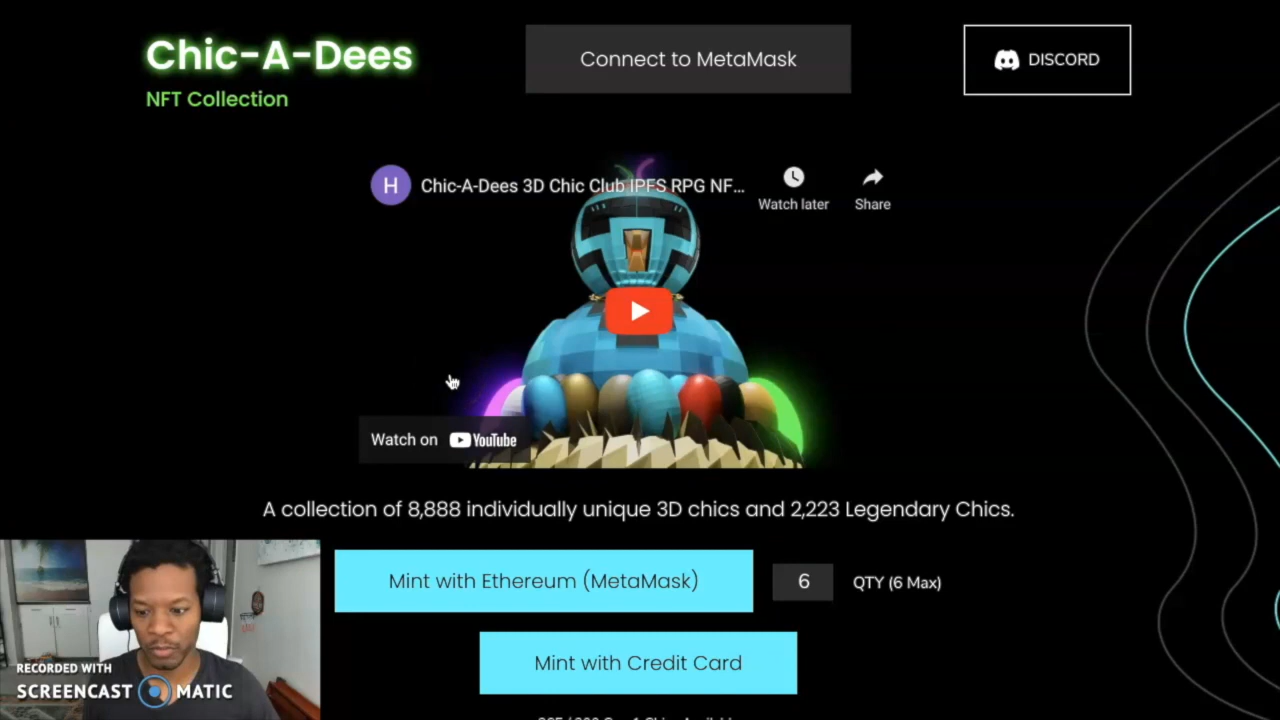 Chic-A-Dees
NFT Collection
Connect to MetaMask
DISCORD
H
Chic-A-Dees 3D Chic Club IPFS RPG NF...
Watch later
Share
Watch on YouTube
A collection of 8,888 individually unique 3D chics and 2,223 Legendary Chics.
Mint with Ethereum (MetaMask)
6
QTY (6 Max)
Mint with Credit Card
RECORDED WITH
SCREENCAST MATIC